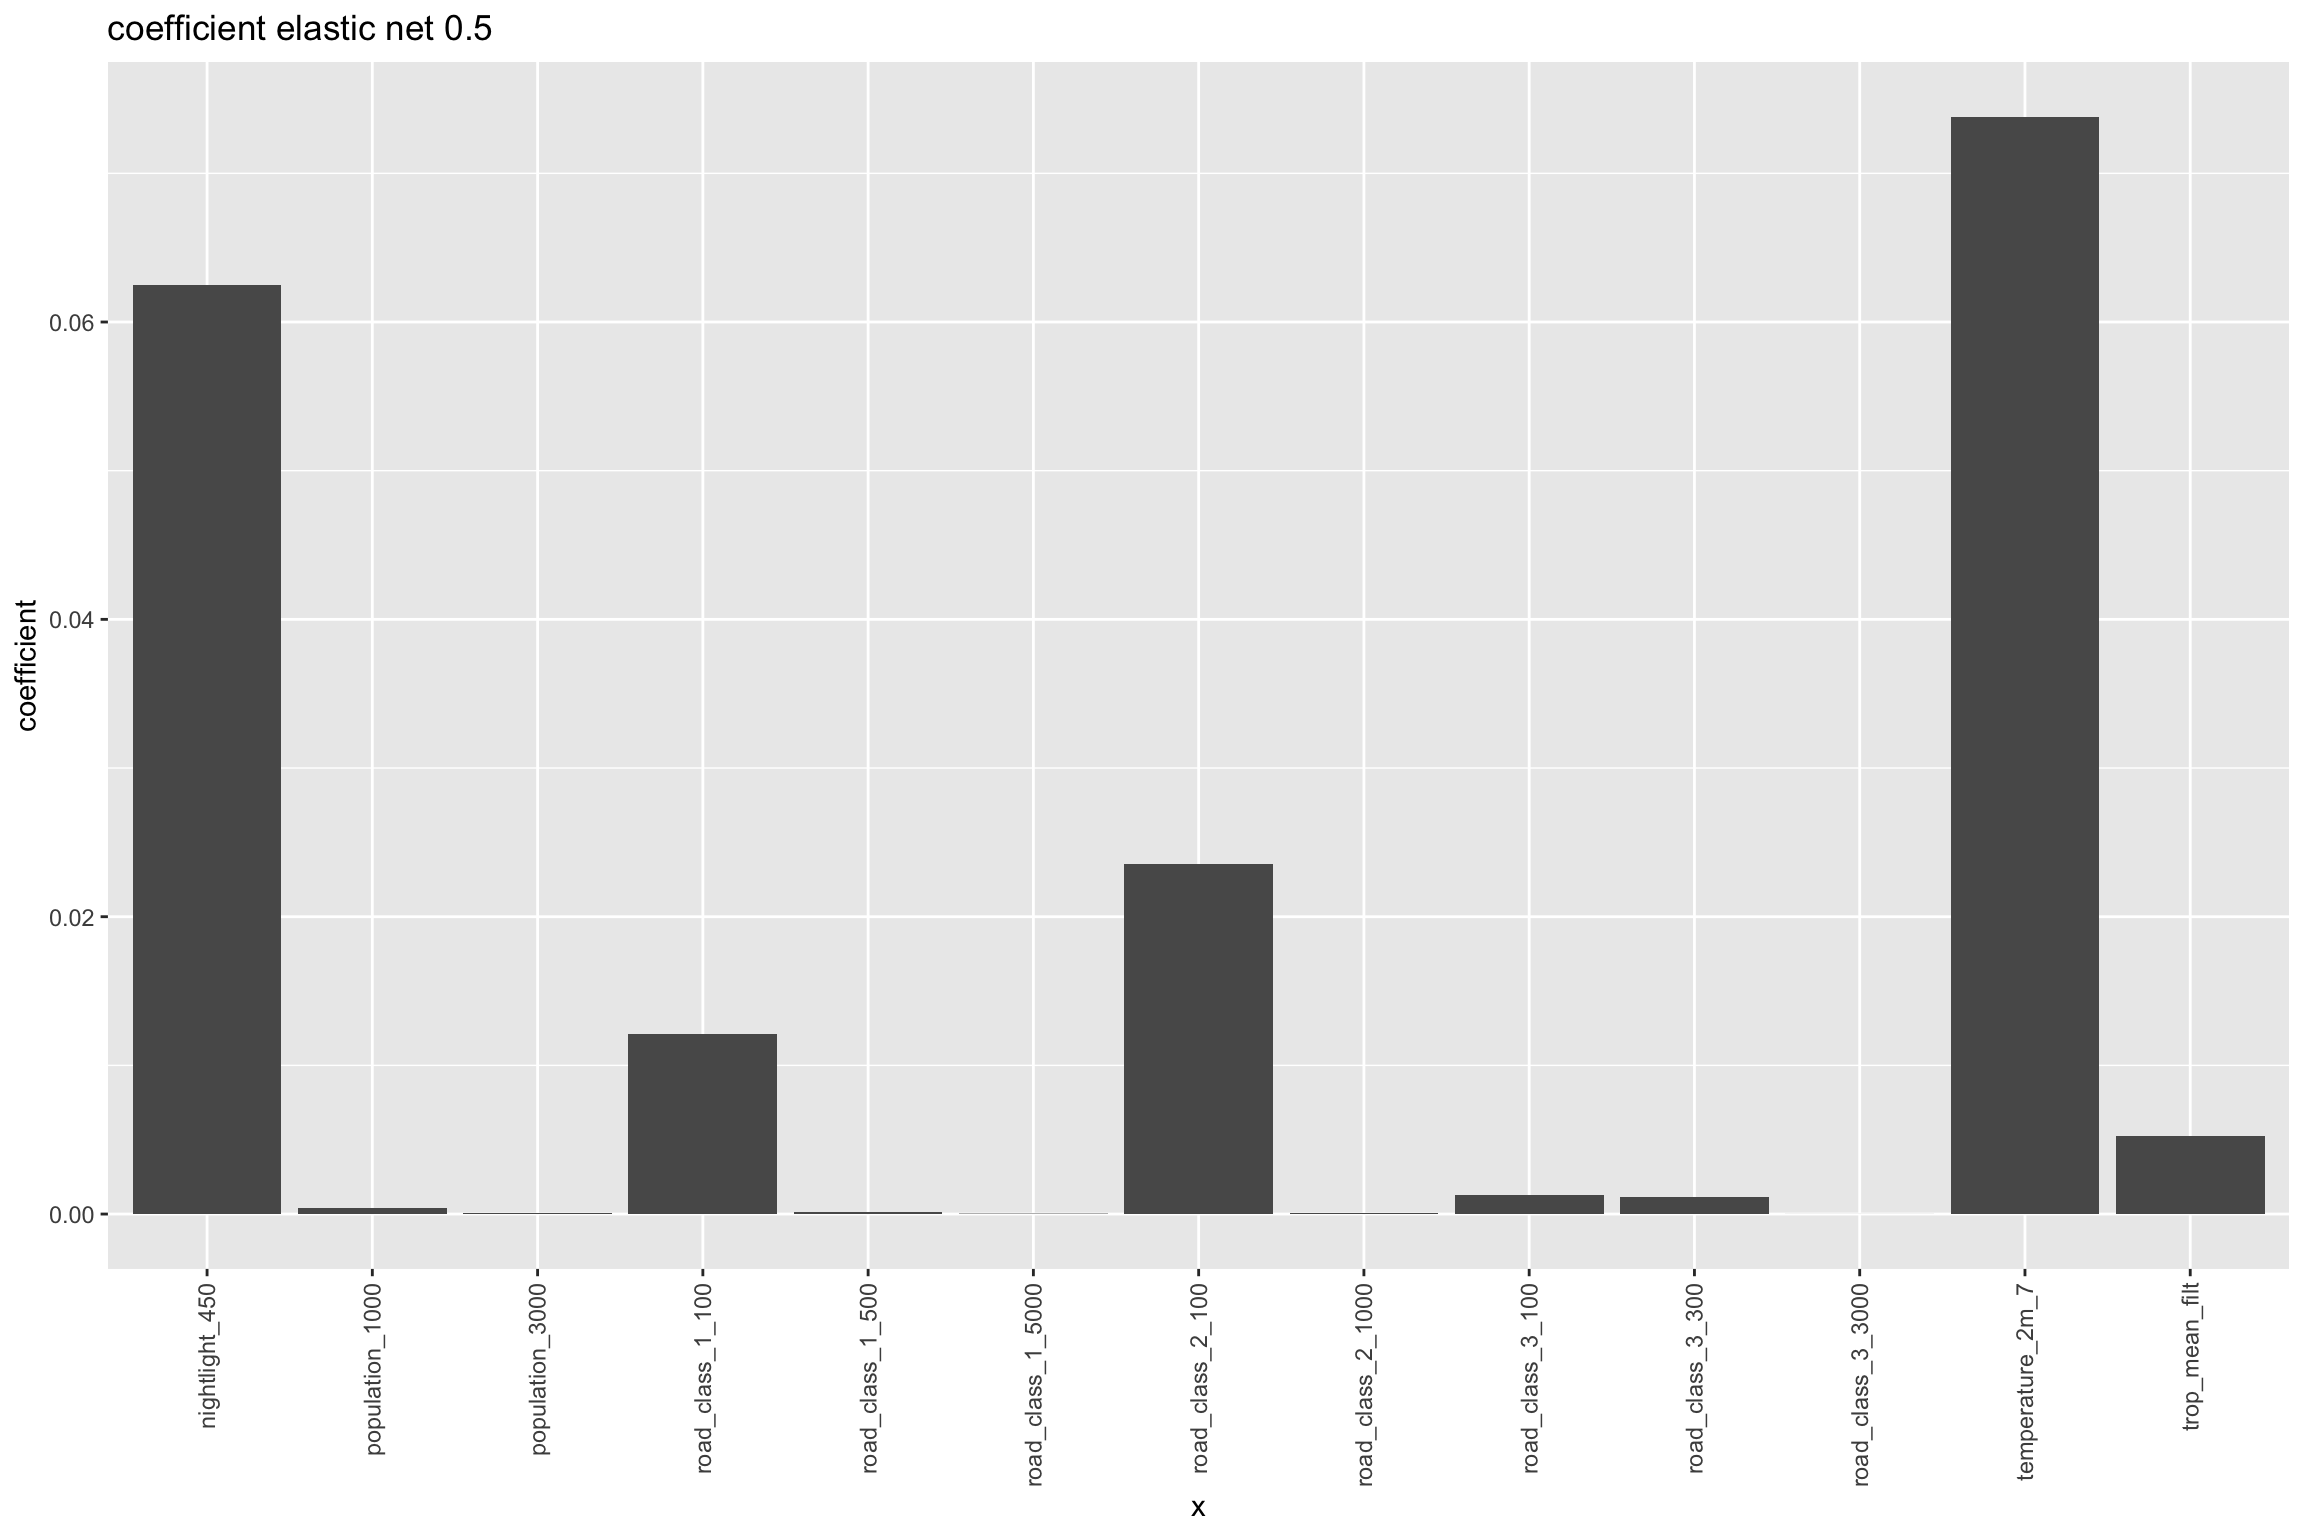 coefficient elastic net 0.5
coefficient
0.06
0.04
0.02
0.00
nightlight_450
population_1000
population_3000
road_class_1_100
road_class_1_500
road_class_1_5000
road_class_2_100
road_class_2_1000
road_class_3_100
road_class_3_300
road_class_3_3000
temperature_2m_7
trop_mean_filt
x